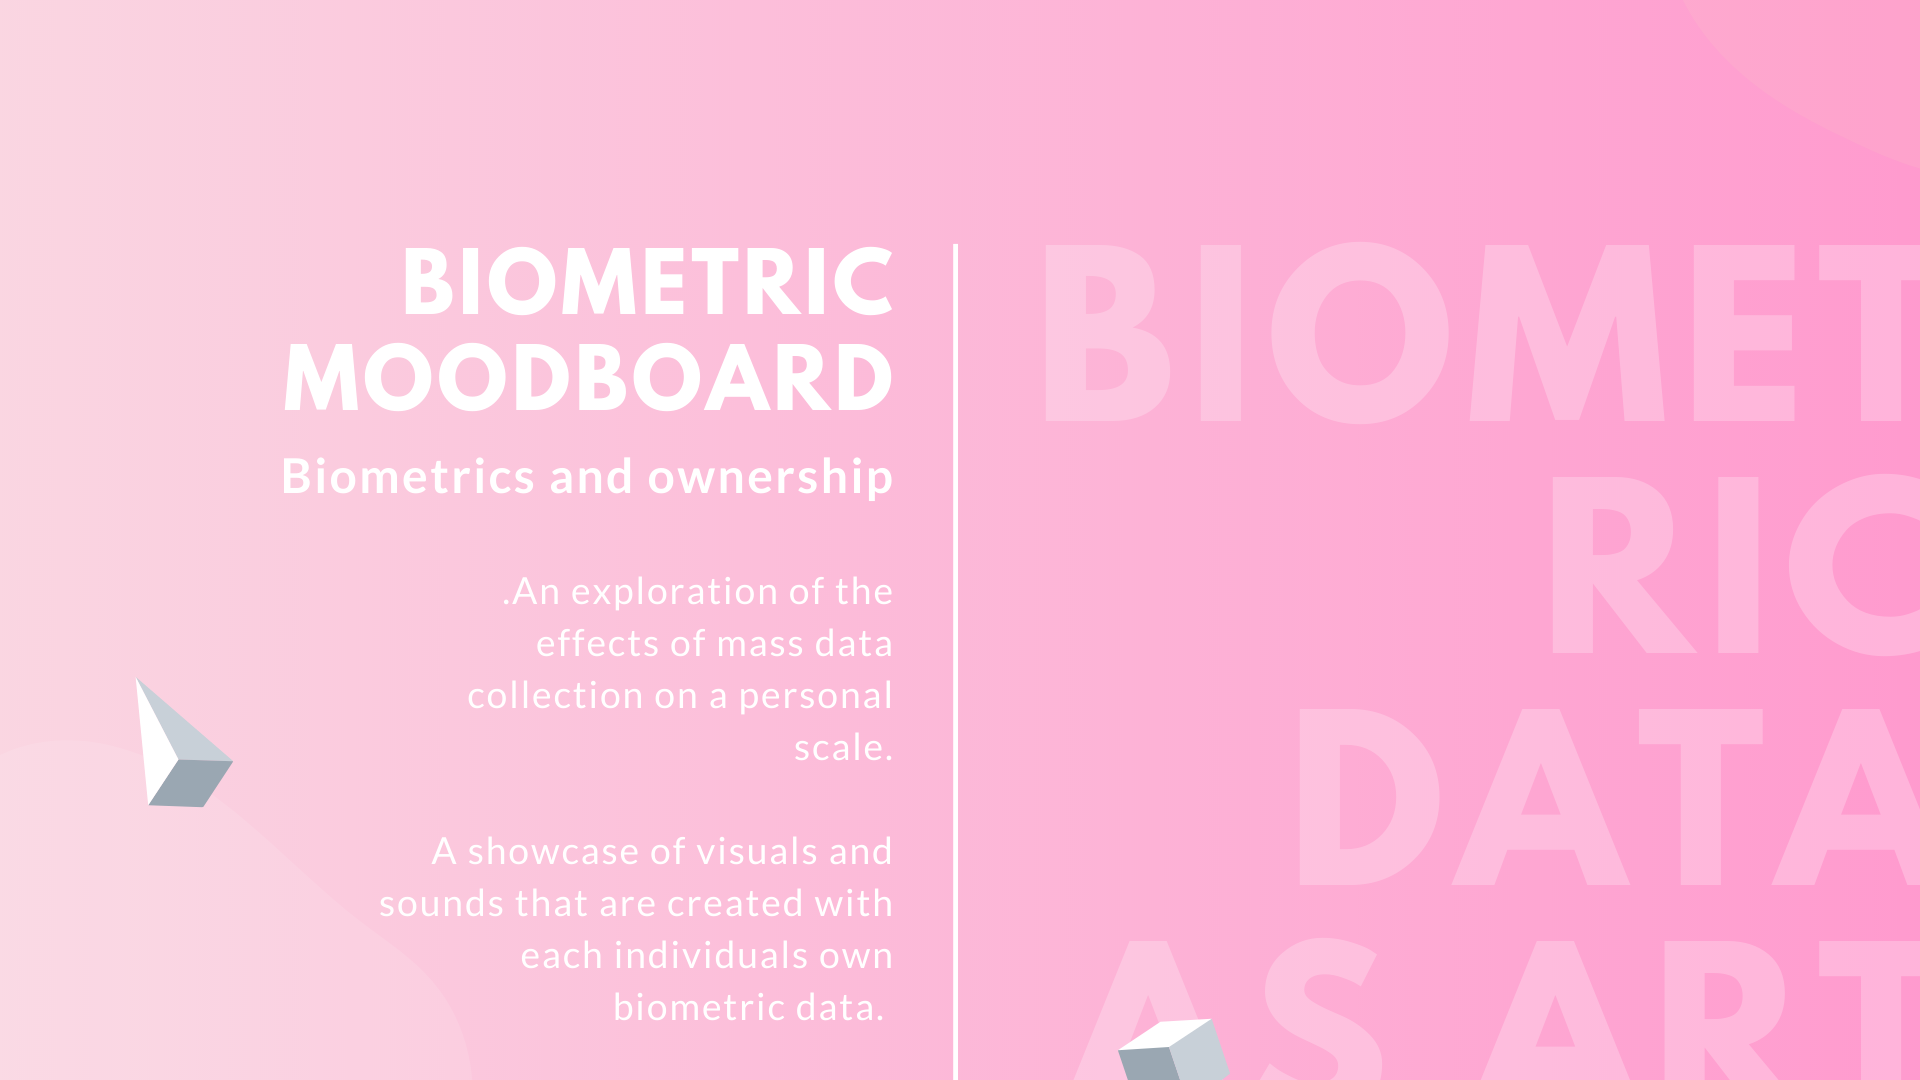 BIOMETRIC
MOODBOARD
Biometrics and ownership
.An exploration of the
effects of mass data
collection on a personal
scale.
A showcase of visuals and
sounds that are created with
each individuals own
biometric data.
BIOMET
RIC
DATA
AS ART